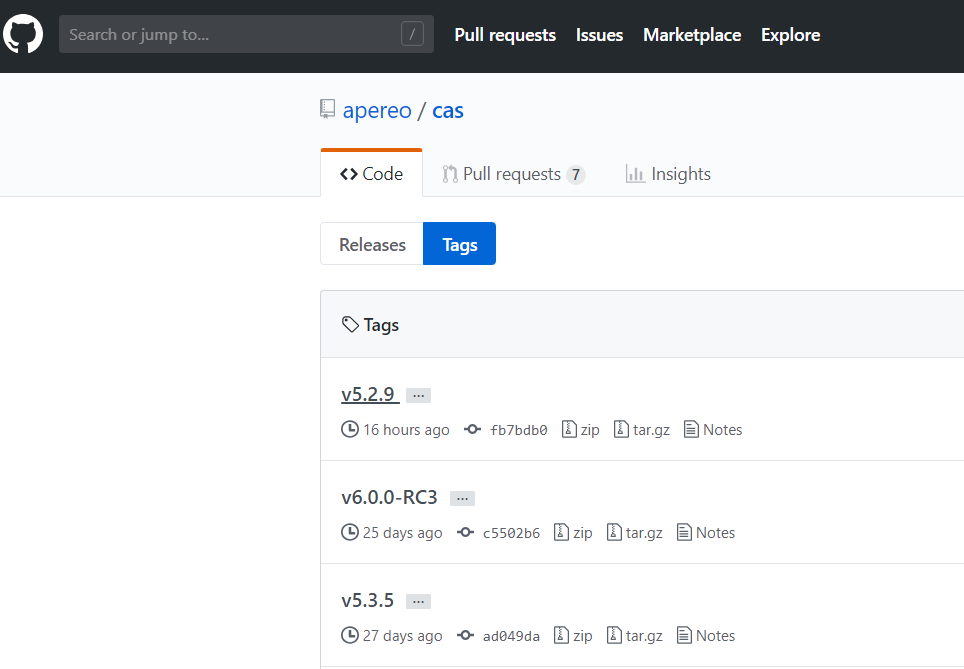 Search or jump to... /
Pull requests Issues Marketplace Explore
apereo / cas
Code Pull requests 7 Insights
Releases Tags
Tags
v5.2.9 ...
16 hours ago fb7bdb0 zip tar.gz Notes
v6.0.0-RC3 ...
25 days ago c5502b6 zip tar.gz Notes
v5.3.5 ...
27 days ago ad049da zip tar.gz Notes